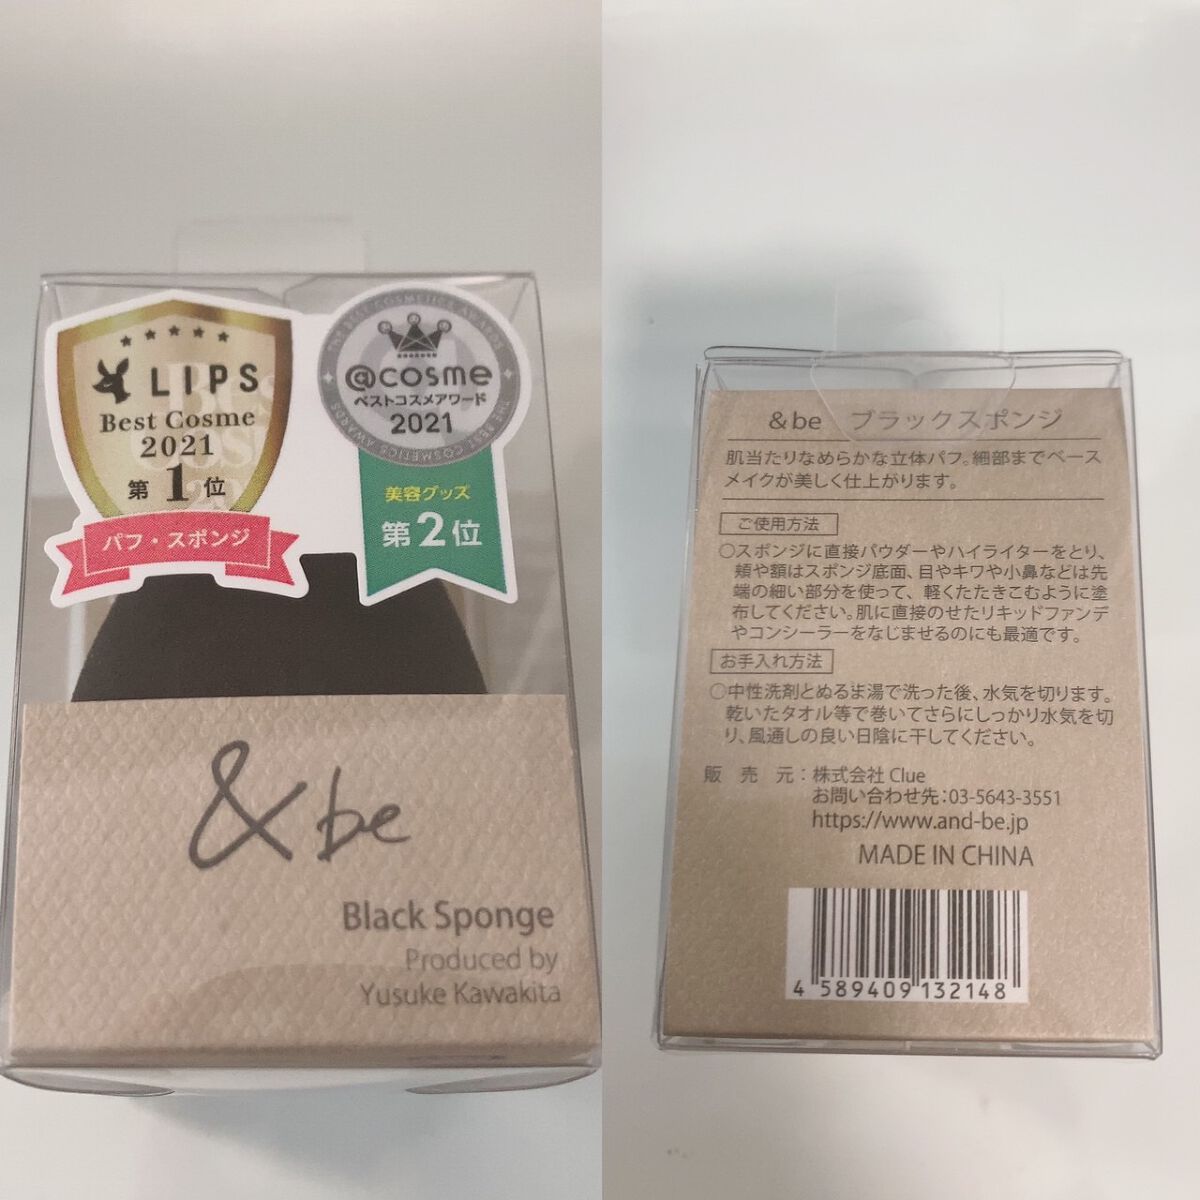 LIPS
Best Cosme
2021
第1位
パフ・スポンジ
THE BEST COSMETICS AWARDS
@cosme
ベストコスメアワード
2021
THE BEST COSMETICS AWARDS
美容グッズ
第2位
&be
Black Sponge
Produced by
Yusuke Kawakita
&be ブラックスポンジ
肌当たりなめらかな立体パフ。細部までベース
メイクが美しく仕上がります。
ご使用方法
○スポンジに直接パウダーやハイライターをとり、
頬や額はスポンジ底面、目やキワや小鼻などは先
端の細い部分を使って、軽くたたきこむように塗
布してください。肌に直接のせたリキッドファンデ
やコンシーラーをなじませるのにも最適です。
お手入れ方法
○中性洗剤とぬるま湯で洗った後、水気を切ります。
乾いたタオル等で巻いてさらにしっかり水気を切
り、風通しの良い日陰に干してください。
販売元:株式会社 Clue
お問い合わせ先:03-5643-3551
https://www.and-be.jp
MADE IN CHINA
4 589409 132148